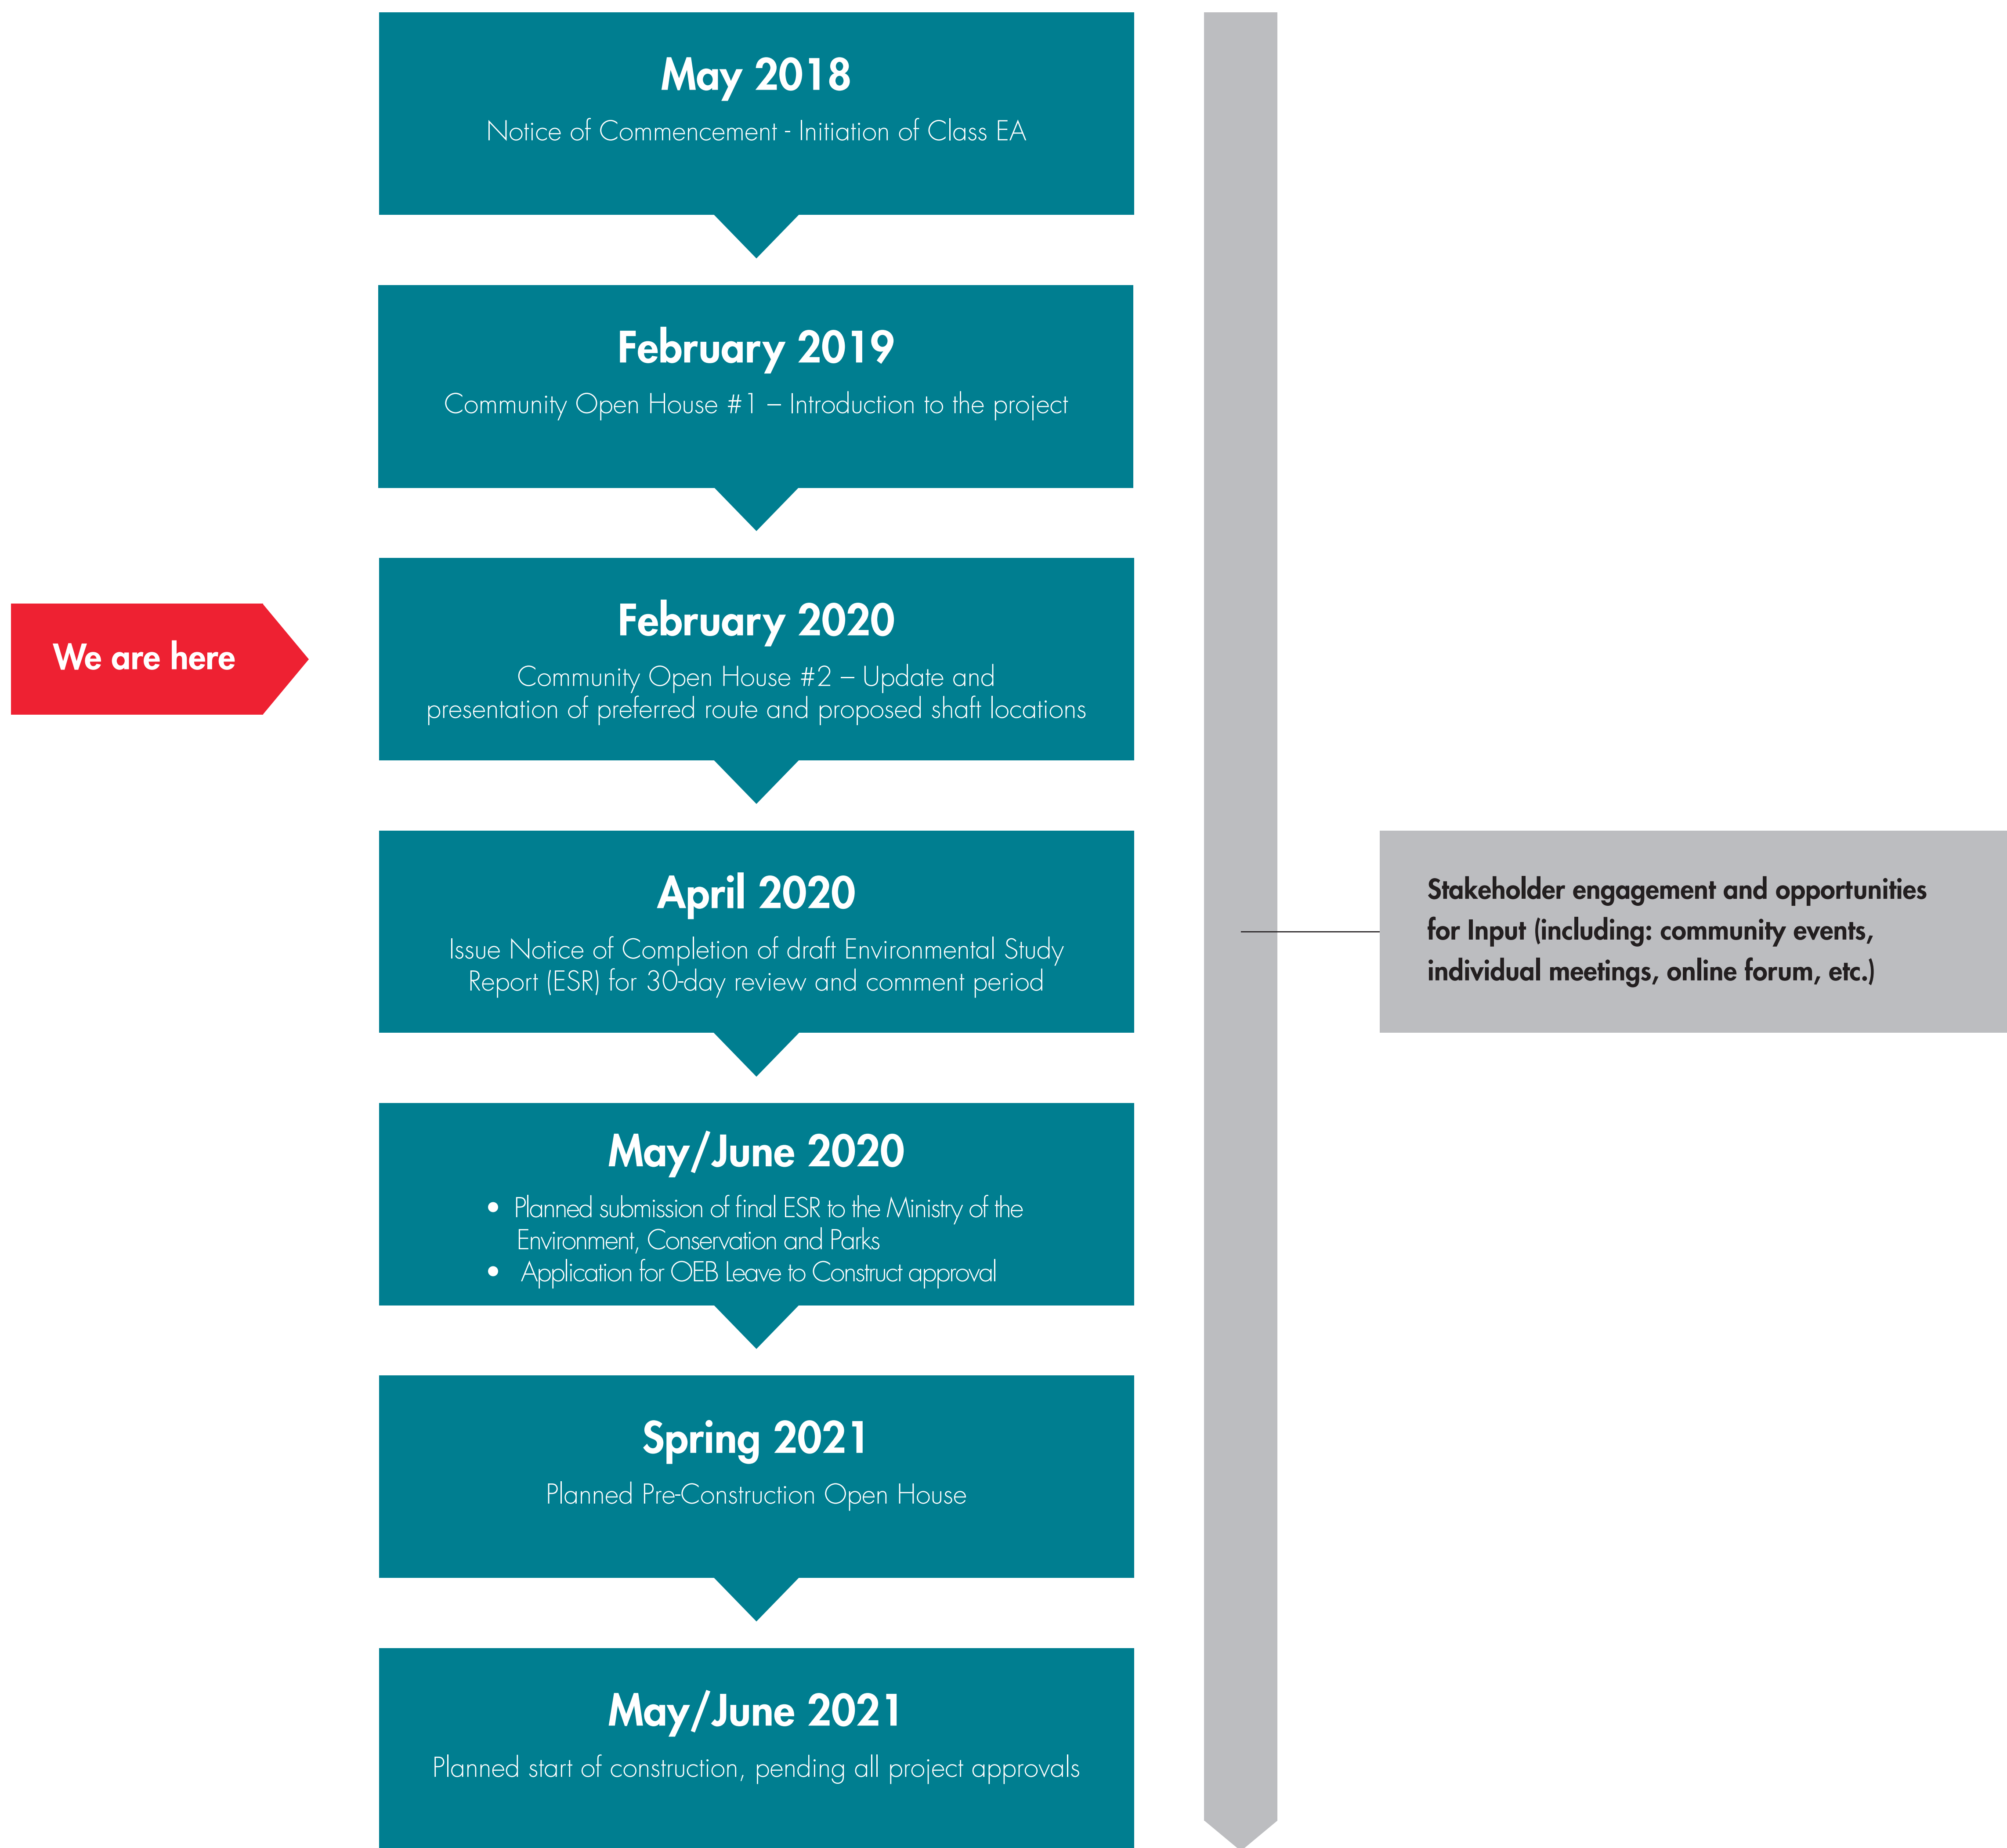 May 2018
Notice of Commencement - Initiation of Class EA
February 2019
Community Open House #1 – Introduction to the project
We are here
February 2020
Community Open House #2 – Update and
presentation of preferred route and proposed shaft locations
April 2020
Issue Notice of Completion of draft Environmental Study
Report (ESR) for 30-day review and comment period
Stakeholder engagement and opportunities
for Input (including: community events,
individual meetings, online forum, etc.)
May/June 2020
• Planned submission of final ESR to the Ministry of the
Environment, Conservation and Parks
• Application for OEB Leave to Construct approval
Spring 2021
Planned Pre-Construction Open House
May/June 2021
Planned start of construction, pending all project approvals